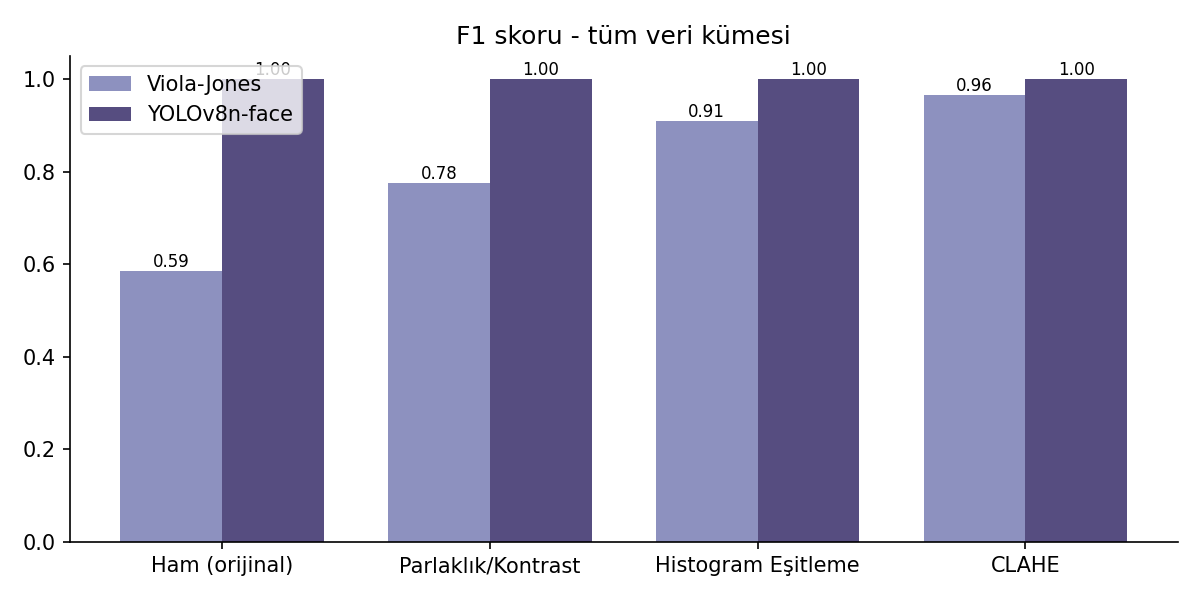 F1 skoru - tüm veri kümesi
Viola-Jones
YOLOv8n-face
1.00
1.00
1.00
1.00
0.59
0.78
0.91
0.96
1.0
0.8
0.6
0.4
0.2
0.0
Ham (orijinal)
Parlaklık/Kontrast
Histogram Eşitleme
CLAHE